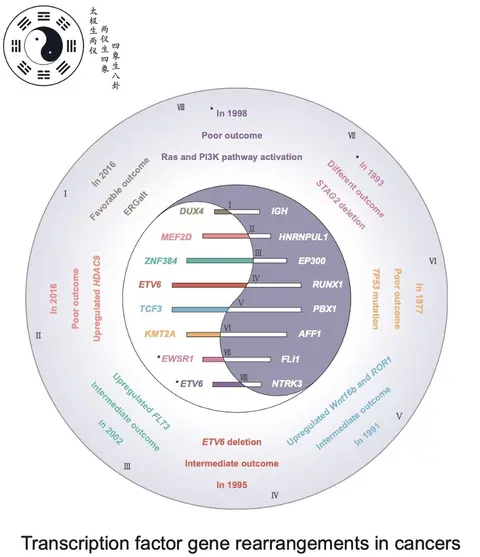 太极生两仪
两仪生四象
四象生八卦
VIII
* In 1998
Poor outcome
Ras and PI3K pathway activation
VII
* In 1993
Different outcome
STAG2 deletion
I
In 2016
Favorable outcome
ERGalt
VI
In 1977
Poor outcome
TP53 mutation
II
In 2016
Poor outcome
Upregulated HDAC9
V
Upregulated Wnt16b and ROR1
Intermediate outcome
In 1991
III
Upregulated FLT3
Intermediate outcome
In 2002
IV
ETV6 deletion
Intermediate outcome
In 1995
DUX4 I IGH
MEF2D II HNRNPUL1
ZNF384 III EP300
ETV6 IV RUNX1
TCF3 V PBX1
KMT2A VI AFF1
* EWSR1 VII FLI1
* ETV6 VIII NTRK3
Transcription factor gene rearrangements in cancers